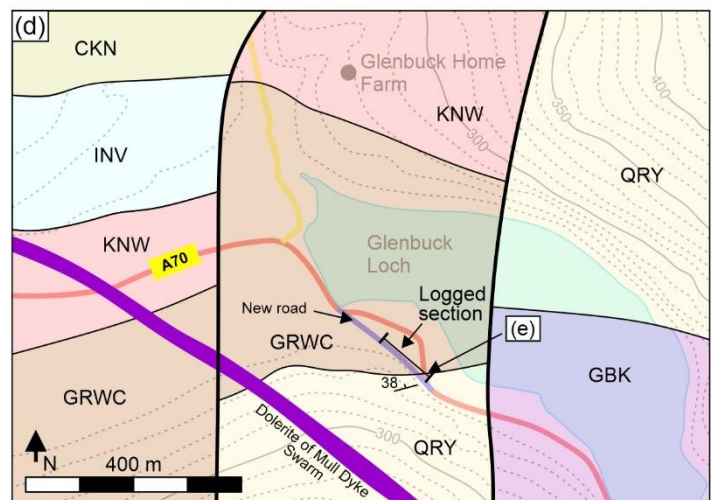 (d)
CKN
Glenbuck Home
Farm
KNW
300
350
400
INV
QRY
KNW
A70
Glenbuck
Loch
New road
Logged
section
(e)
GRWC
GBK
38
GRWC
N
400 m
Dolerite of Mull Dyke
Swarm
300
QRY